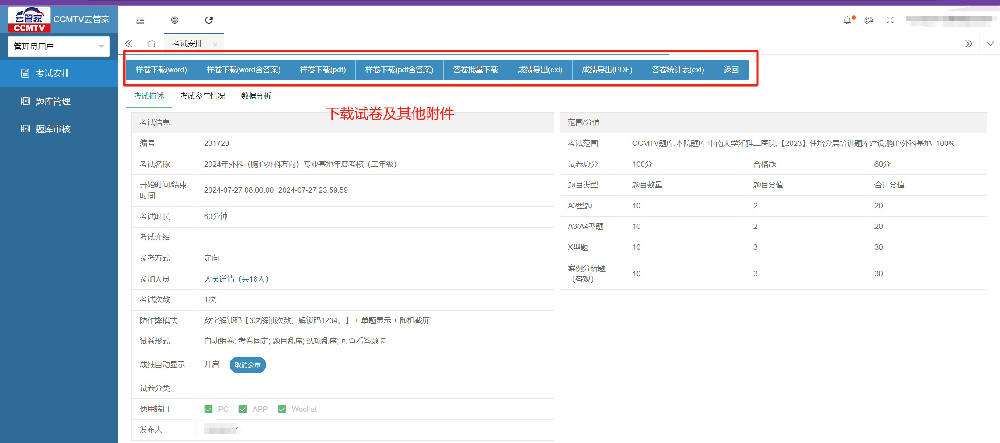 云管家
CCMTV
CCMTV云管家
管理员用户
考试安排
题库管理
题库审核
考试安排
样卷下载(word) 样卷下载(word含答案) 样卷下载(pdf) 样卷下载(pdf含答案) 答卷批量下载 成绩导出(exl) 成绩导出(PDF) 答卷统计表(exl) 返回
考试描述 考试参与情况 数据分析
下载试卷及其他附件
考试信息
编号 231729
考试名称 2024年外科（胸心外科方向）专业基地年度考核（二年级）
开始时间/结束
时间 2024-07-27 08:00:00~2024-07-27 23:59:59
考试时长 60分钟
考试介绍
参考方式 定向
参加人员 人员详情（共18人）
考试次数 1次
防作弊模式 数字解锁码【3次解锁次数，解锁码1234。】 + 单题显示 + 随机截屏
试卷形式 自动组卷; 考卷固定; 题目乱序; 选项乱序; 可查看答题卡
成绩自动显示 开启 取消公布
试卷分类
使用端口 PC APP Wechat
发布人
范围/分值
考试范围 CCMTV题库;本院题库;中南大学湘雅二医院;【2023】住培分层培训题库建设;胸心外科基地 100%
试卷总分 100分 合格线 60分
题目类型 题目数量 题目分值 合计分值
A2型题 10 2 20
A3/A4型题 10 2 20
X型题 10 3 30
案例分析题
（客观） 10 3 30